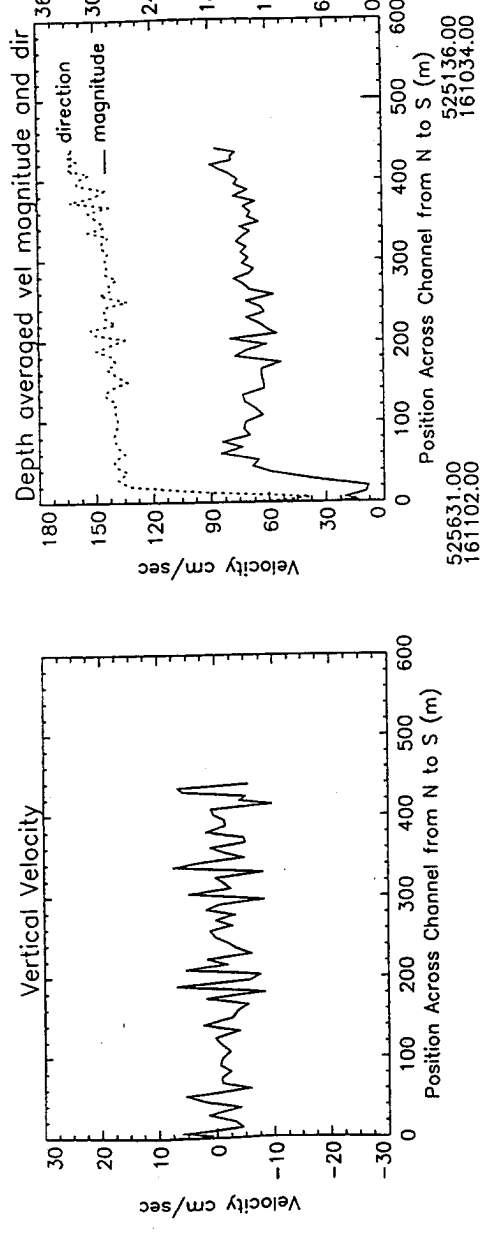 Vertical Velocity
30
20
10
0
-10
-20
-30
Velocity cm/sec
0 100 200 300 400 500 600
Position Across Channel from N to S (m)
Depth averaged vel magnitude and dir
180
150
120
90
60
30
0
Velocity cm/sec
direction
magnitude
0 100 200 300 400 500 600
Position Across Channel from N to S (m)
525631.00
161102.00
525136.00
161034.00